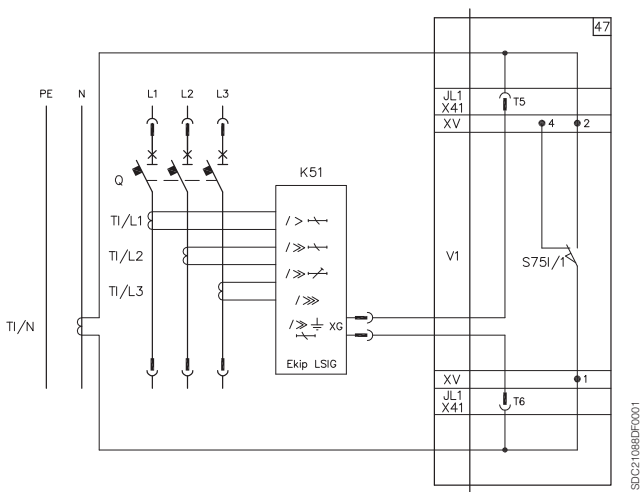 47
PE
N
L1
L2
L3
JL1
X41
T5
XV
4
2
Q
K51
TI/L1
I>
TI/L2
I≫
V1
S75I/1
I≫
TI/L3
I⋙
TI/N
I≫
XG
Ekip LSIG
XV
1
JL1
X41
T6
SDC21088DF0001